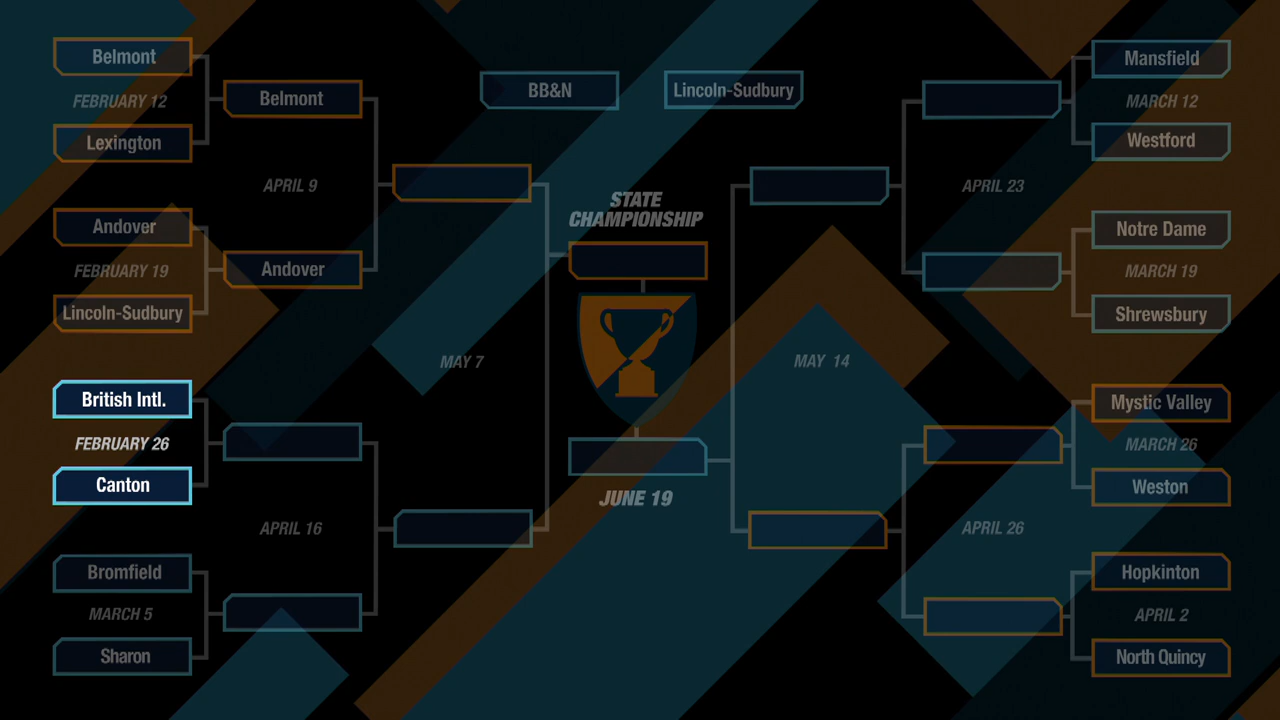 Belmont
FEBRUARY 12
Lexington
Belmont
APRIL 9
Andover
FEBRUARY 19
Lincoln-Sudbury
Andover
British Intl.
FEBRUARY 26
Canton
APRIL 16
Bromfield
MARCH 5
Sharon
BB&N
Lincoln-Sudbury
STATE
CHAMPIONSHIP
MAY 7
MAY 14
JUNE 19
Mansfield
MARCH 12
Westford
APRIL 23
Notre Dame
MARCH 19
Shrewsbury
Mystic Valley
MARCH 26
Weston
APRIL 26
Hopkinton
APRIL 2
North Quincy